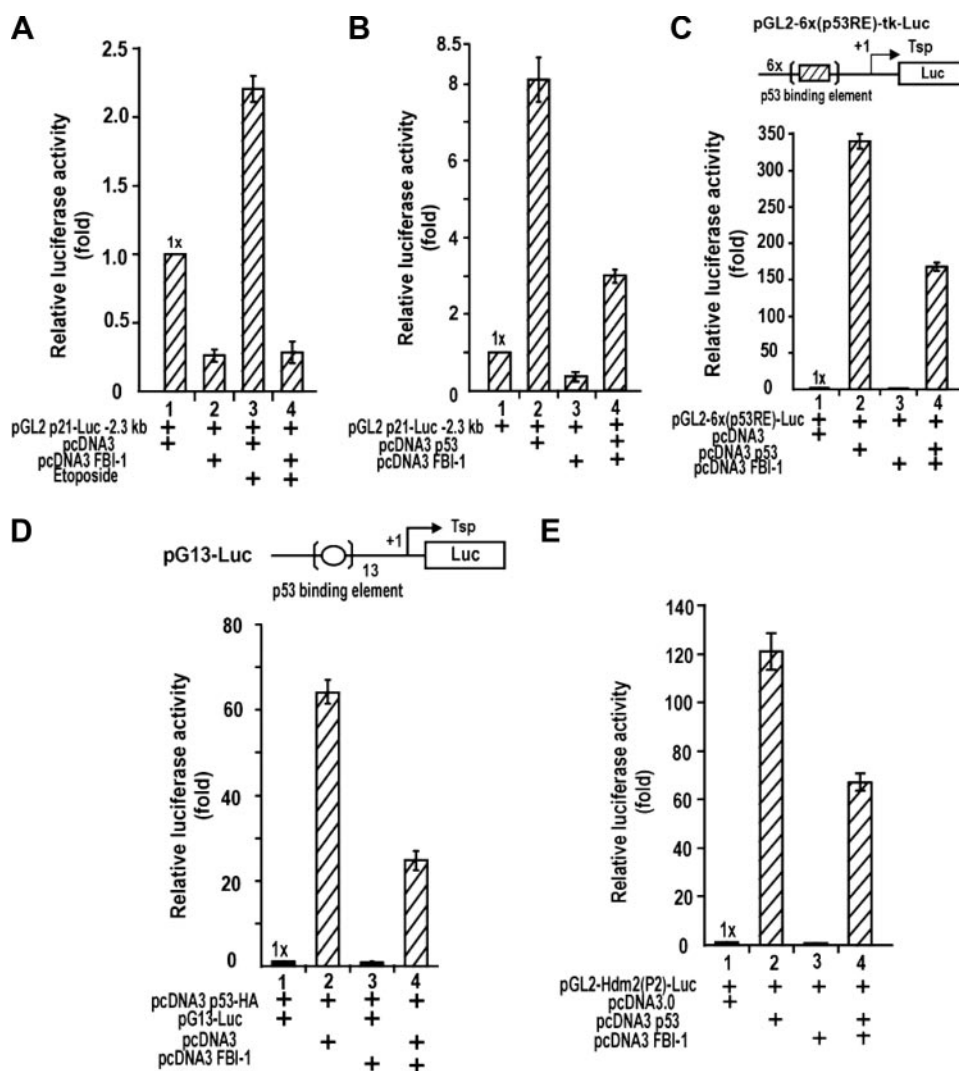 A
Relative luciferase activity
(fold)
2.5
2.0
1.5
1.0
0.5
0
1x
1 2 3 4
pGL2 p21-Luc -2.3 kb + + + +
pcDNA3 + +
pcDNA3 FBI-1 + +
Etoposide + +
B
Relative luciferase activity
(fold)
8.5
8
6
4
2
0
1x
1 2 3 4
pGL2 p21-Luc -2.3 kb + + + +
pcDNA3 p53 + +
pcDNA3 FBI-1 + +
C
pGL2-6x(p53RE)-tk-Luc
+1 Tsp
6x
Luc
p53 binding element
Relative luciferase activity
(fold)
350
300
250
200
150
100
50
0
1x
1 2 3 4
pGL2-6x(p53RE)-Luc + + + +
pcDNA3 +
pcDNA3 p53 + +
pcDNA3 FBI-1 + +
D
pG13-Luc
+1 Tsp
Luc
13
p53 binding element
Relative luciferase activity
(fold)
80
60
40
20
0
1x
1 2 3 4
pcDNA3 p53-HA + + + +
pG13-Luc + +
pcDNA3 + +
pcDNA3 FBI-1 + +
E
Relative luciferase activity
(fold)
140
120
100
80
60
40
20
0
1x
1 2 3 4
pGL2-Hdm2(P2)-Luc + + + +
pcDNA3.0 +
pcDNA3 p53 + +
pcDNA3 FBI-1 + +